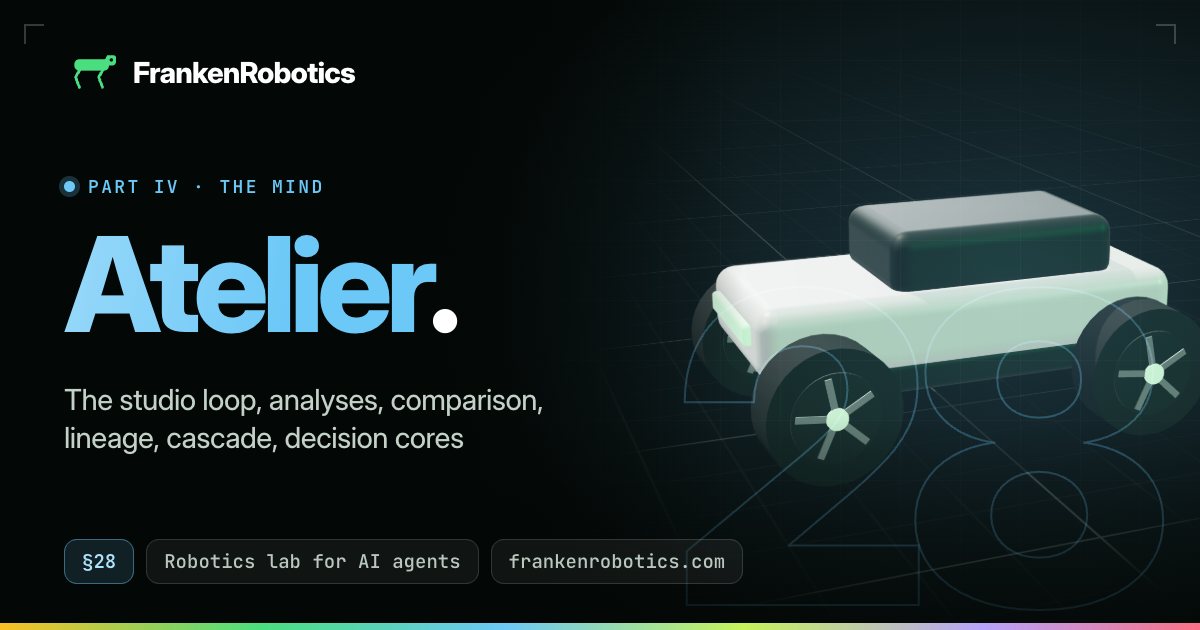 FrankenRobotics
PART IV · THE MIND
Atelier.
The studio loop, analyses, comparison,
lineage, cascade, decision cores
§28
Robotics lab for AI agents
frankenrobotics.com
28